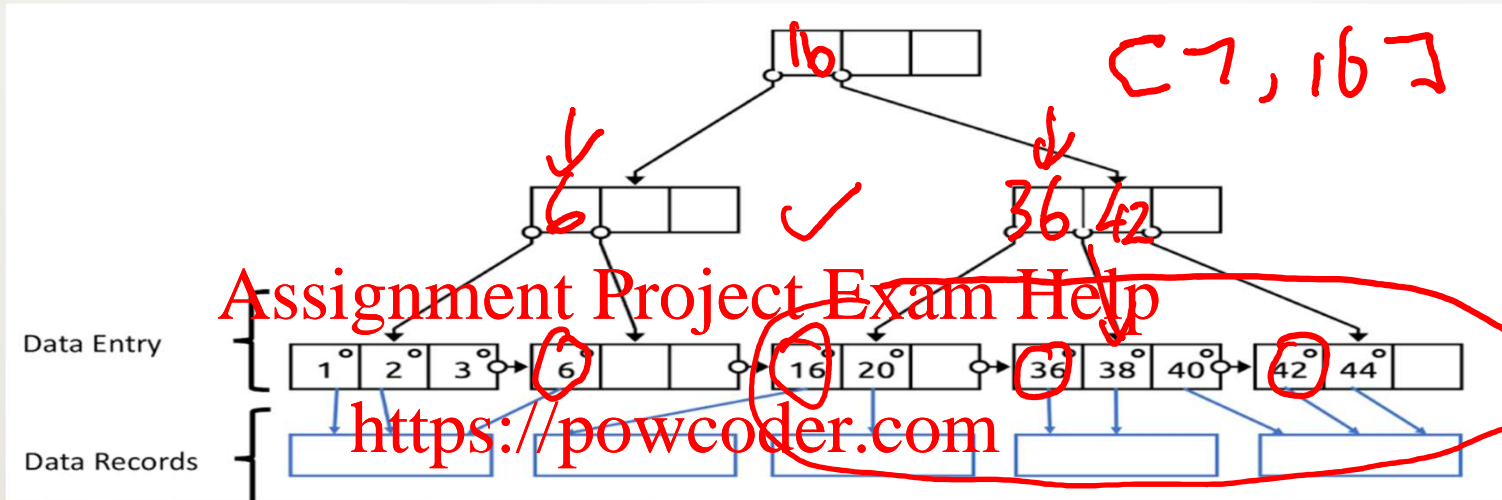 16
[7, 16]
6
36 42
Assignment Project Exam Help
Data Entry
1 2 3 6 16 20 36 38 40 42 44
https://powcoder.com
Data Records